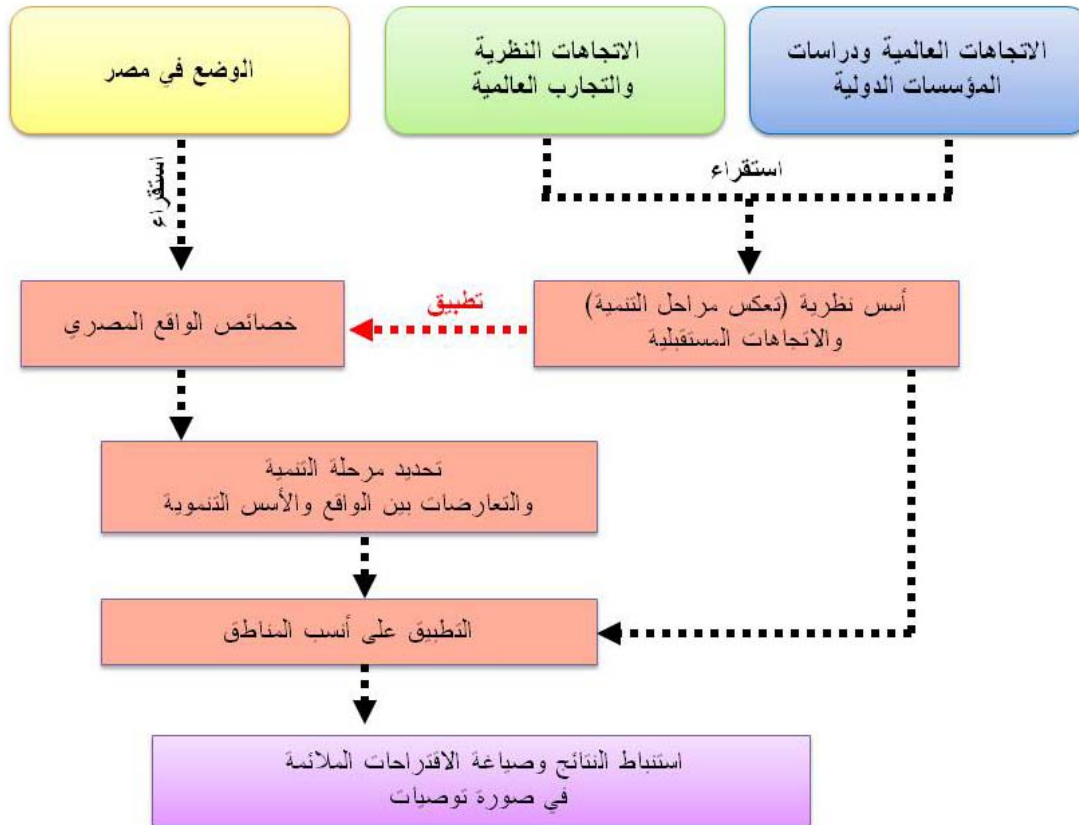 الاتجاهات العالمية ودراسات
المؤسسات الدولية
الاتجاهات النظرية
والتجارب العالمية
الوضع في مصر
استقراء
استقراء
أسس نظرية (تعكس مراحل التنمية)
والاتجاهات المستقبلية
تطبيق
خصائص الواقع المصري
تحديد مرحلة التنمية
والتعارضات بين الواقع والأسس التنموية
التطبيق على أنسب المناطق
استنباط النتائج وصياغة الاقتراحات الملائمة
في صورة توصيات